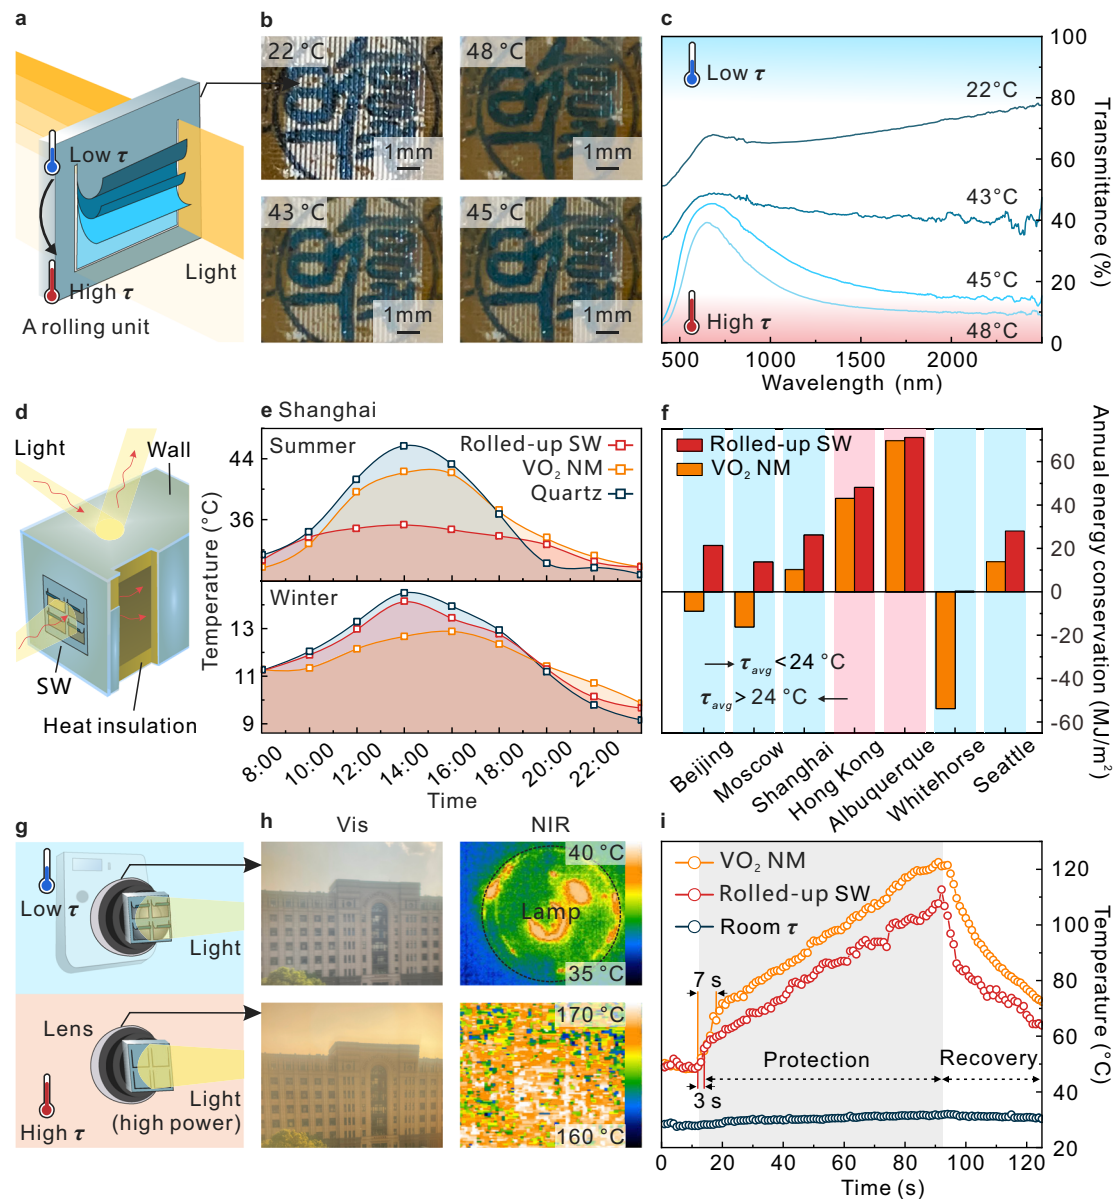 a
Low τ
High τ
Light
A rolling unit
b
22 °C
1mm
48 °C
1mm
43 °C
1mm
45 °C
1mm
c
Low τ
High τ
22°C
43°C
45°C
48°C
100
80
60
40
20
0
Transmittance (%)
500
1000
1500
2000
Wavelength (nm)
d
Light
Wall
SW
Heat insulation
e Shanghai
Summer
Rolled-up SW
VO₂ NM
Quartz
44
36
Winter
13
11
9
Temperature (°C)
8:00
10:00
12:00
14:00
16:00
18:00
20:00
22:00
Time
f
Rolled-up SW
VO₂ NM
60
40
20
0
-20
-40
-60
Annual energy conservation (MJ/m²)
τavg<24 °C
τavg>24 °C
Beijing
Moscow
Shanghai
Hong Kong
Albuquerque
Whitehorse
Seattle
g
Low τ
Light
Lens
High τ
Light
(high power)
h
Vis
NIR
40 °C
Lamp
35 °C
170 °C
160 °C
i
VO₂ NM
Rolled-up SW
Room τ
7 s
3 s
Protection
Recovery
120
100
80
60
40
20
Temperature (°C)
0
20
40
60
80
100
120
Time (s)